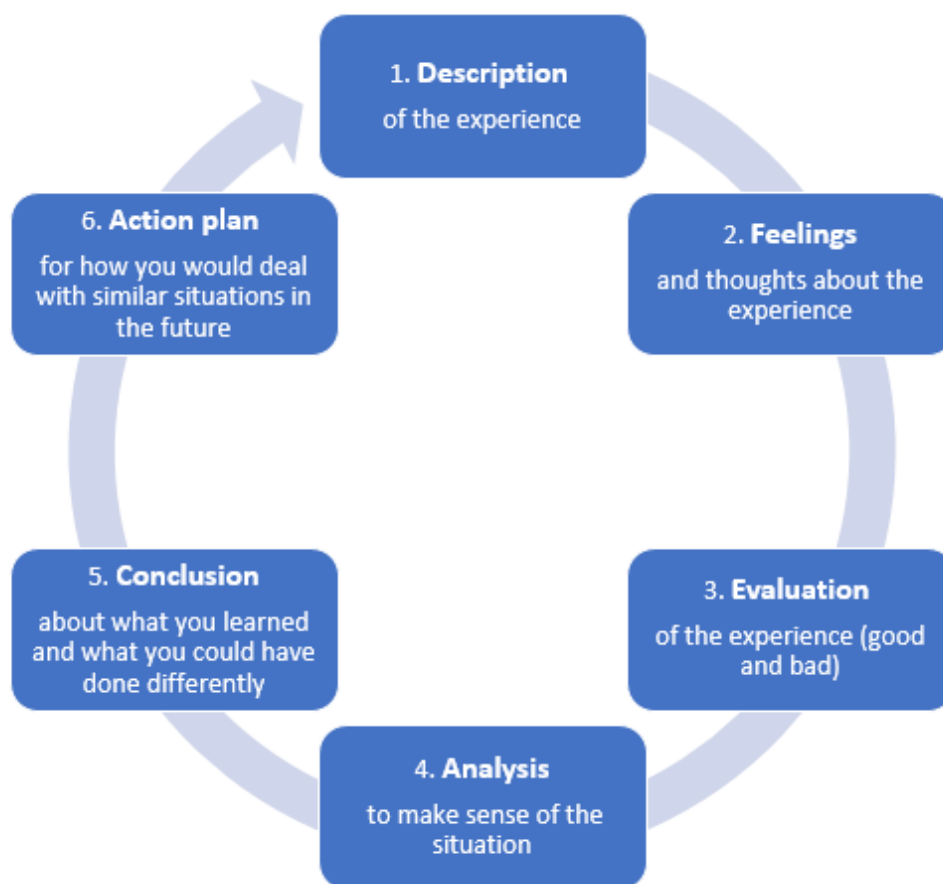 1. Description
of the experience
2. Feelings
and thoughts about the
experience
3. Evaluation
of the experience (good
and bad)
4. Analysis
to make sense of the
situation
5. Conclusion
about what you learned
and what you could have
done differently
6. Action plan
for how you would deal
with similar situations in
the future